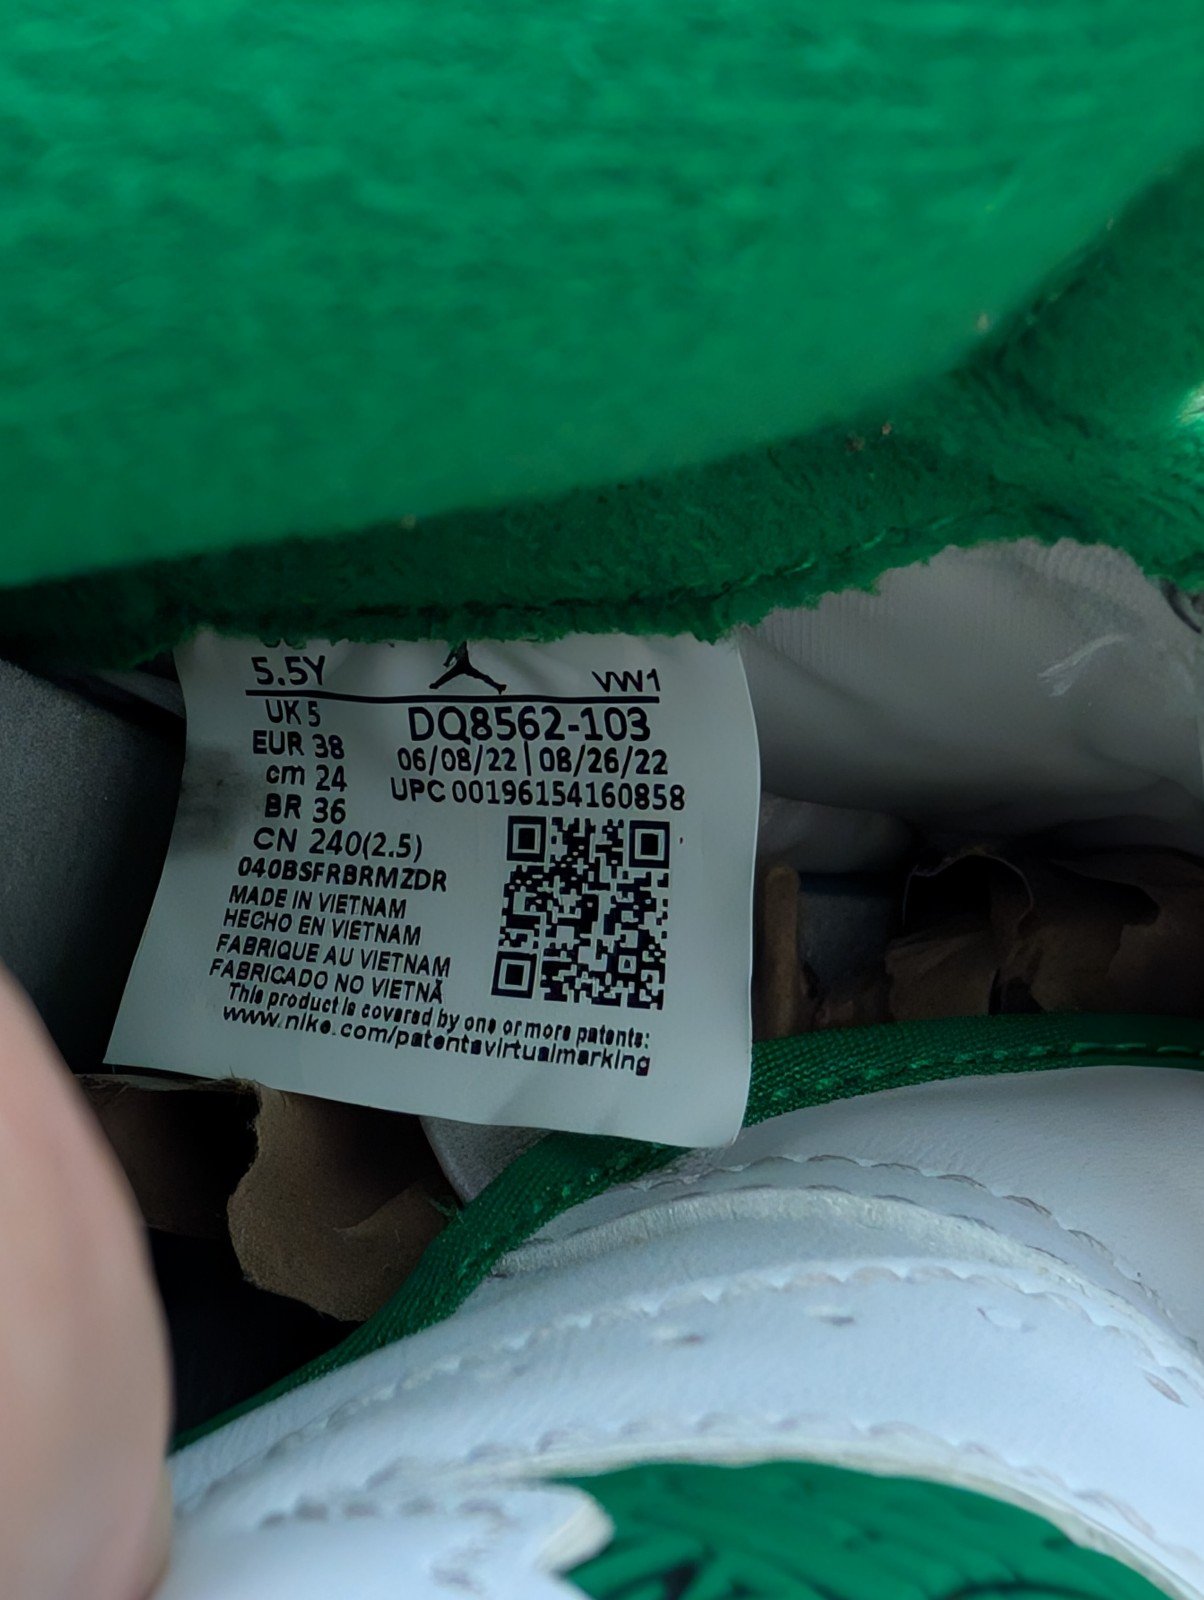 5.5Y
VW1
UK 5
DQ8562-103
EUR 38
06/08/22 | 08/26/22
cm 24
UPC 00196154160858
BR 36
CN 240(2.5)
040BSFRBRMZDR
MADE IN VIETNAM
HECHO EN VIETNAM
FABRIQUE AU VIETNAM
FABRICADO NO VIETNÃ
This product is covered by one or more patents:
www.nike.com/patentsvirtualmarking